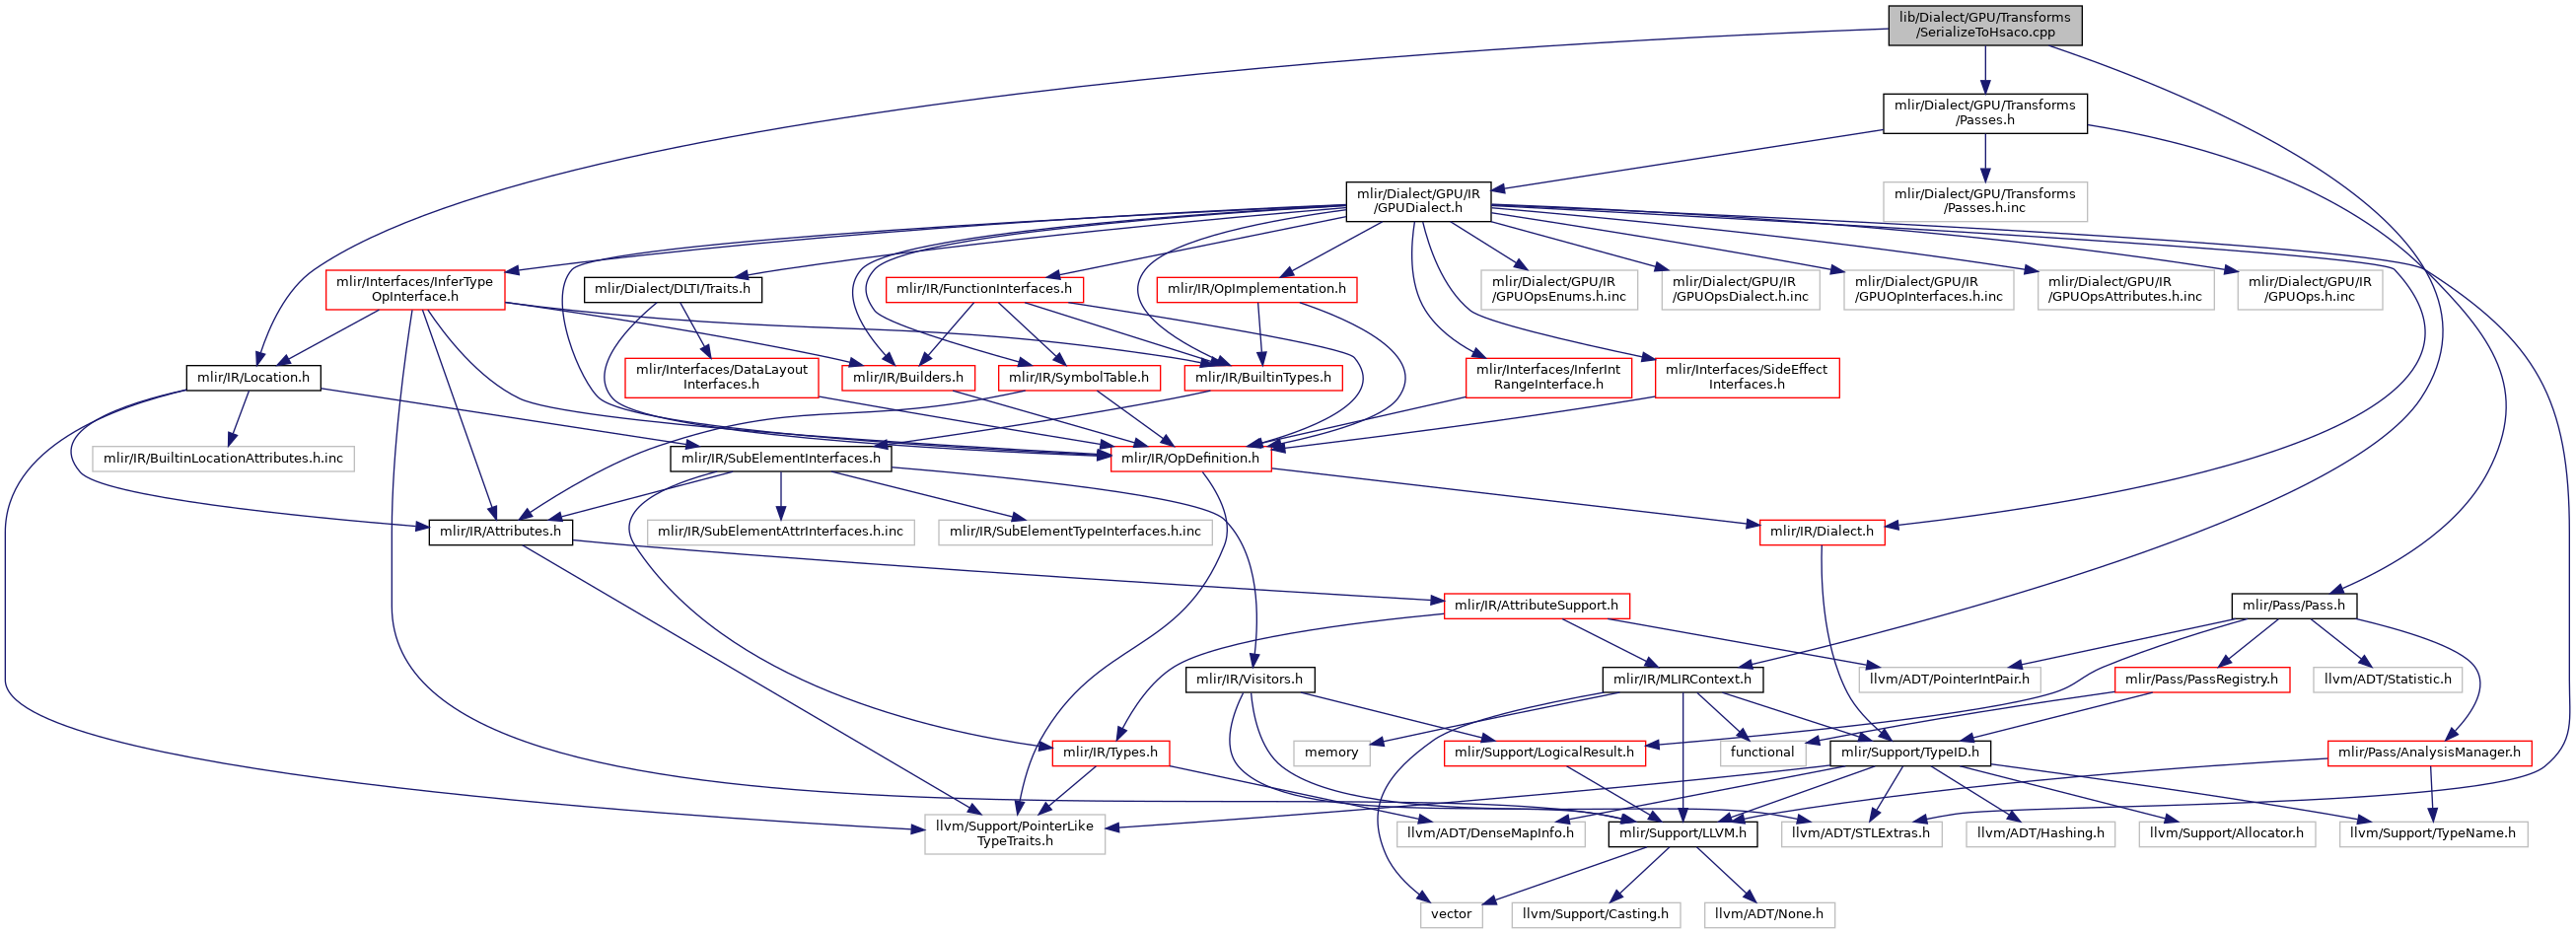 lib/Dialect/GPU/Transforms
/SerializeToHsaco.cpp
mlir/Dialect/GPU/Transforms
/Passes.h
mlir/Dialect/GPU/IR
/GPUDialect.h
mlir/Dialect/GPU/Transforms
/Passes.h.inc
mlir/Interfaces/InferType
OpInterface.h
mlir/Dialect/DLTI/Traits.h
mlir/IR/FunctionInterfaces.h
mlir/IR/OpImplementation.h
mlir/Dialect/GPU/IR
/GPUOpsEnums.h.inc
mlir/Dialect/GPU/IR
/GPUOpsDialect.h.inc
mlir/Dialect/GPU/IR
/GPUOpInterfaces.h.inc
mlir/Dialect/GPU/IR
/GPUOpsAttributes.h.inc
mlir/Dialect/GPU/IR
/GPUOps.h.inc
mlir/IR/Location.h
mlir/Interfaces/DataLayout
Interfaces.h
mlir/IR/Builders.h
mlir/IR/SymbolTable.h
mlir/IR/BuiltinTypes.h
mlir/Interfaces/InferInt
RangeInterface.h
mlir/Interfaces/SideEffect
Interfaces.h
mlir/IR/BuiltinLocationAttributes.h.inc
mlir/IR/SubElementInterfaces.h
mlir/IR/OpDefinition.h
mlir/IR/Attributes.h
mlir/IR/SubElementAttrInterfaces.h.inc
mlir/IR/SubElementTypeInterfaces.h.inc
mlir/IR/Dialect.h
mlir/IR/AttributeSupport.h
mlir/Pass/Pass.h
mlir/IR/Visitors.h
mlir/IR/MLIRContext.h
llvm/ADT/PointerIntPair.h
mlir/Pass/PassRegistry.h
llvm/ADT/Statistic.h
mlir/IR/Types.h
memory
mlir/Support/LogicalResult.h
functional
mlir/Support/TypeID.h
mlir/Pass/AnalysisManager.h
llvm/Support/PointerLike
TypeTraits.h
llvm/ADT/DenseMapInfo.h
mlir/Support/LLVM.h
llvm/ADT/STLExtras.h
llvm/ADT/Hashing.h
llvm/Support/Allocator.h
llvm/Support/TypeName.h
vector
llvm/Support/Casting.h
llvm/ADT/None.h